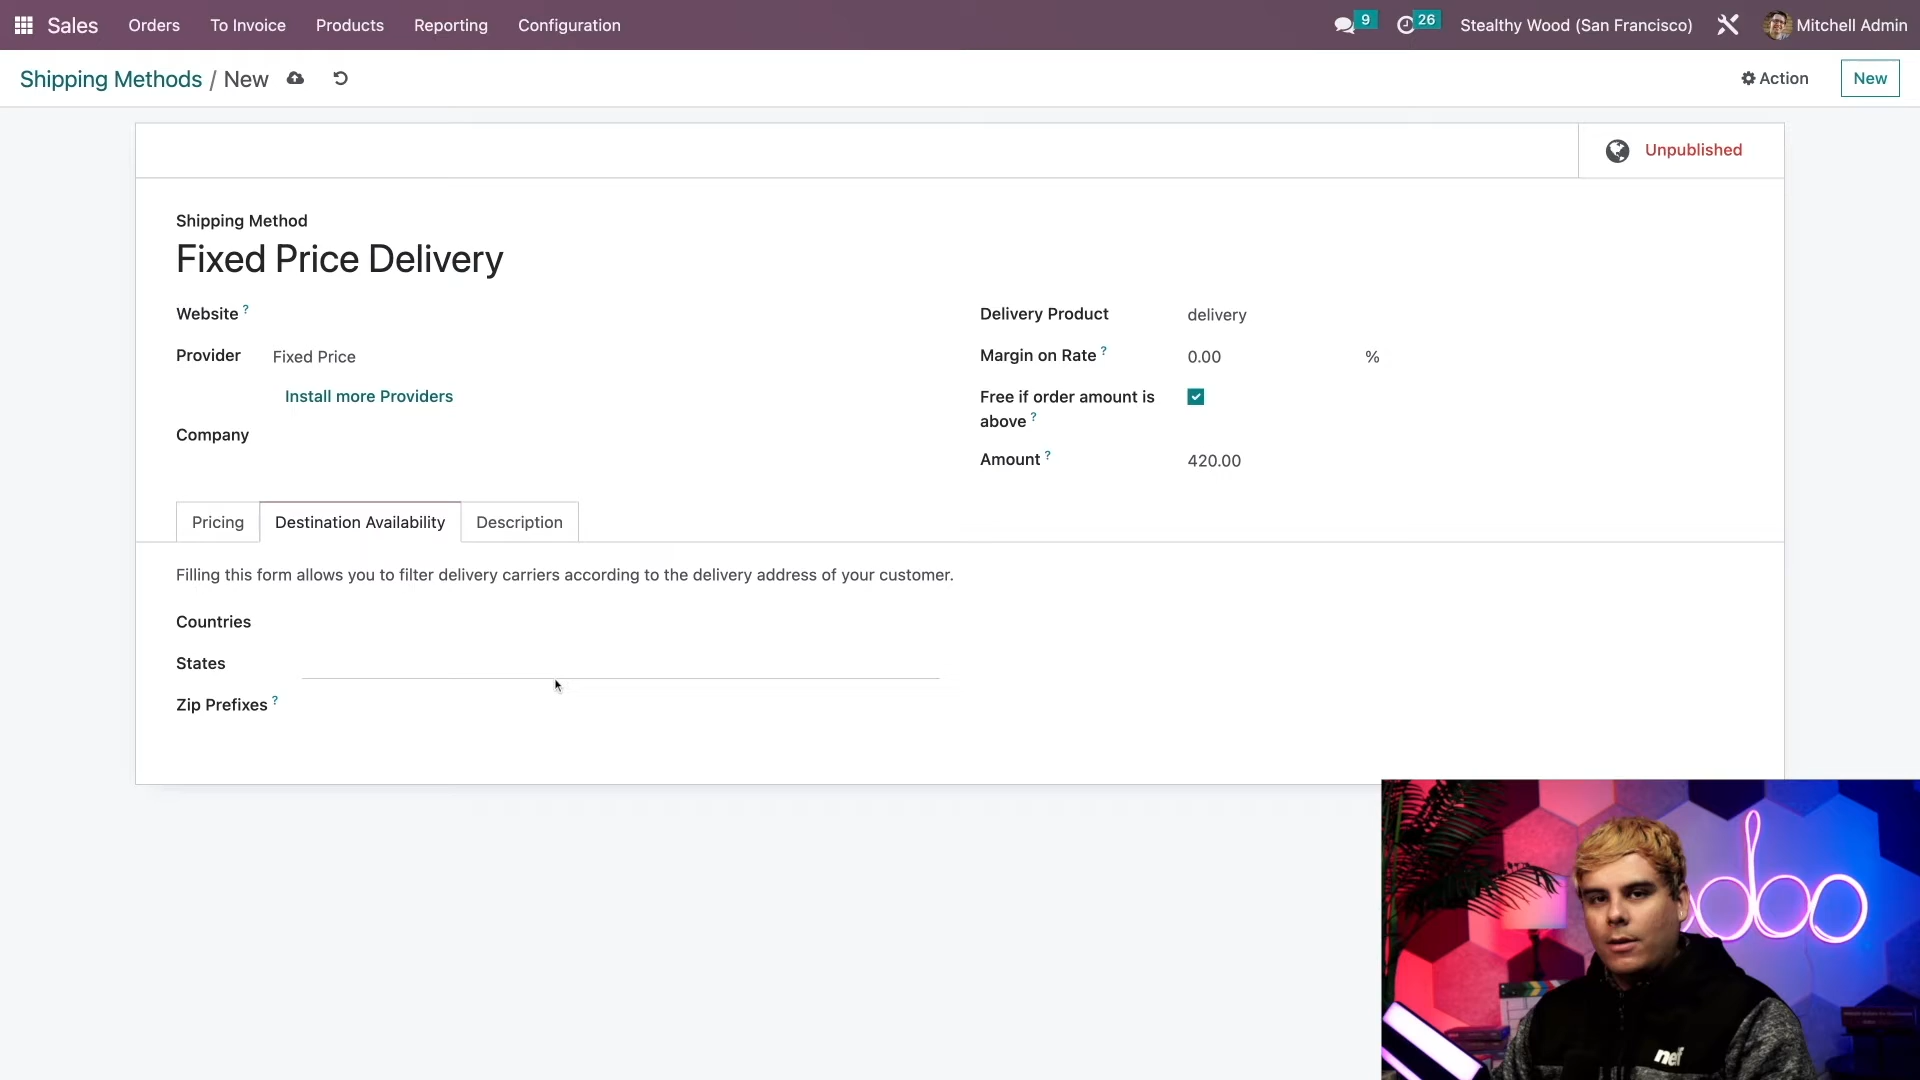 Sales Orders To Invoice Products Reporting Configuration 9 26 Stealthy Wood (San Francisco) Mitchell Admin
Shipping Methods / New Action New
Unpublished
Shipping Method
Fixed Price Delivery
Website ?
Provider Fixed Price
Install more Providers
Company
Delivery Product delivery
Margin on Rate ? 0.00 %
Free if order amount is
above ?
Amount ? 420.00
Pricing Destination Availability Description
Filling this form allows you to filter delivery carriers according to the delivery address of your customer.
Countries
States
Zip Prefixes ?